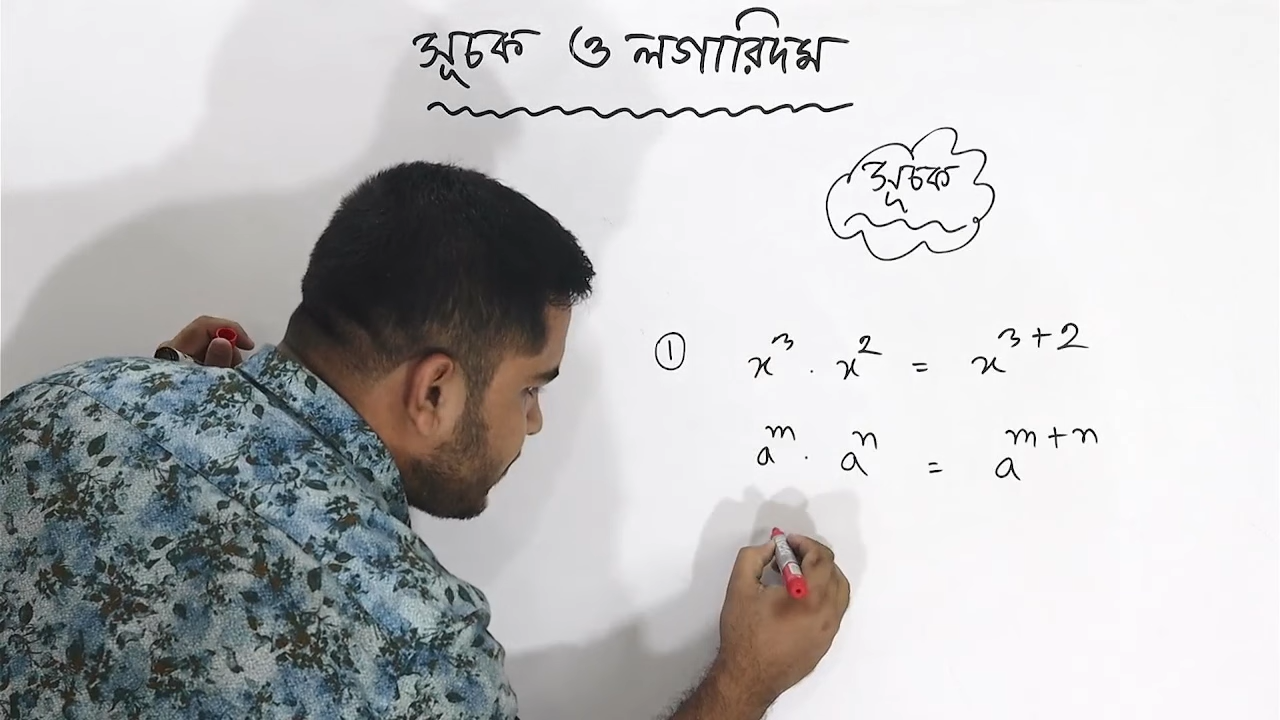 সূচক ও লগারিদম
সূচক
① x³ . x² = x³⁺²
aᵐ . aⁿ = aᵐ⁺ⁿ